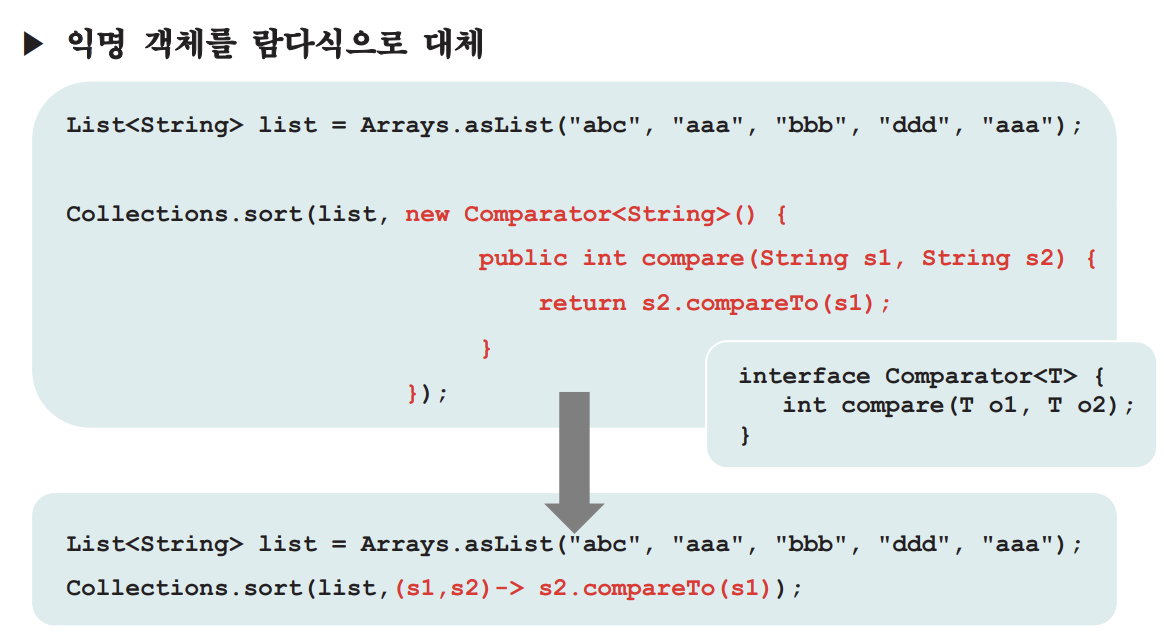 ▶ 익명 객체를 람다식으로 대체
List<String> list = Arrays.asList("abc", "aaa", "bbb", "ddd", "aaa");
Collections.sort(list, new Comparator<String>() {
public int compare(String s1, String s2) {
return s2.compareTo(s1);
}
});
interface Comparator<T> {
int compare(T o1, T o2);
}
List<String> list = Arrays.asList("abc", "aaa", "bbb", "ddd", "aaa");
Collections.sort(list,(s1,s2)-> s2.compareTo(s1));